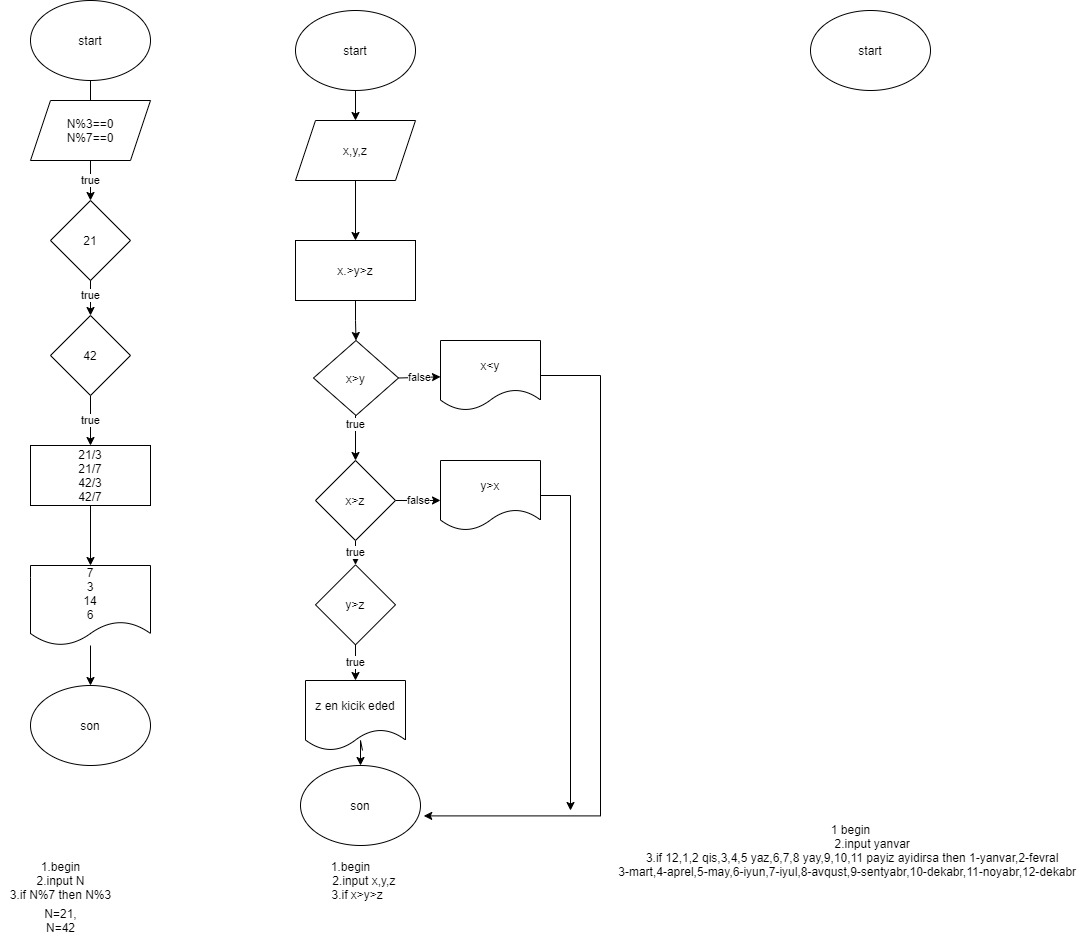 start
N%3==0
N%7==0
true
21
true
42
true
21/3
21/7
42/3
42/7
7
3
14
6
son
1.begin
2.input N
3.if N%7 then N%3
N=21,
N=42
start
x,y,z
x.>y>z
x>y
false
x<y
true
x>z
false
y>x
true
y>z
true
z en kicik eded
son
1.begin
2.input x,y,z
3.if x>y>z
start
1 begin
2.input yanvar
3.if 12,1,2 qis,3,4,5 yaz,6,7,8 yay,9,10,11 payiz ayidirsa then 1-yanvar,2-fevral
3-mart,4-aprel,5-may,6-iyun,7-iyul,8-avqust,9-sentyabr,10-dekabr,11-noyabr,12-dekabr